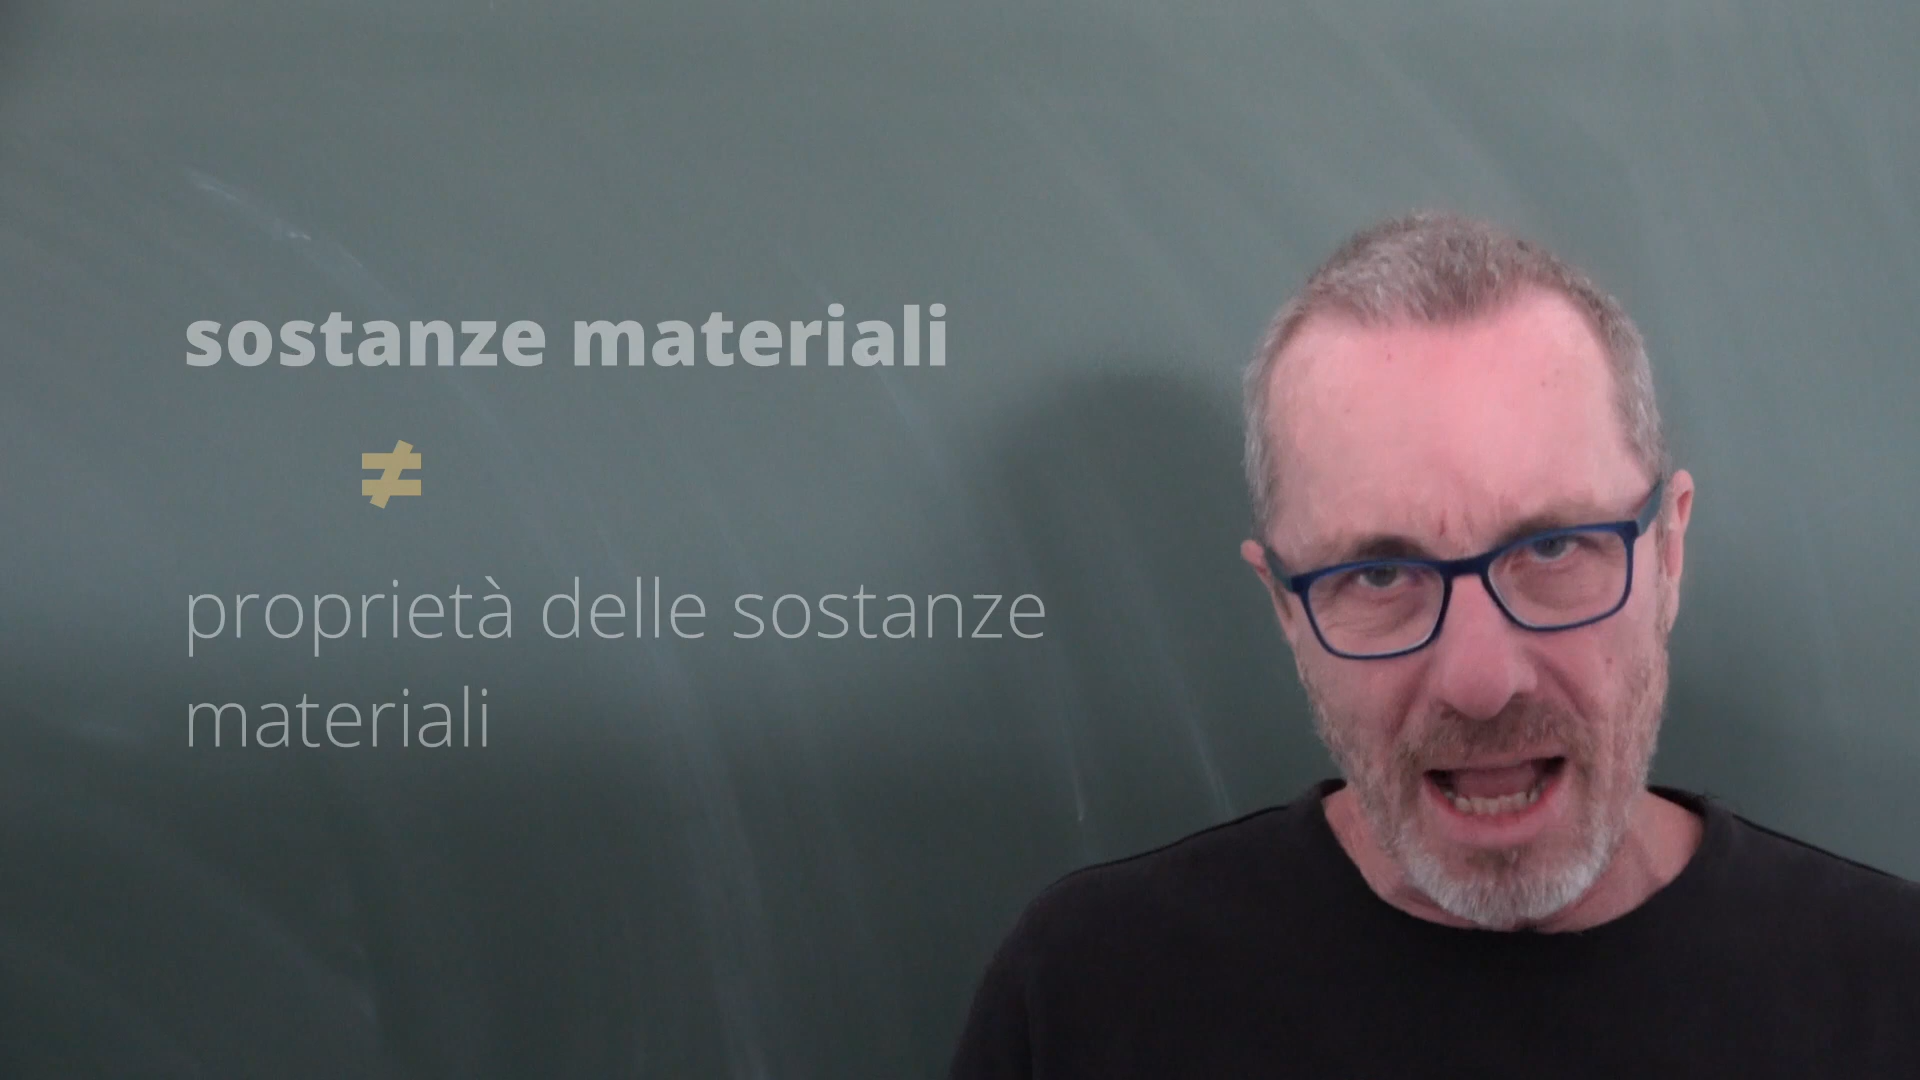 sostanze materiali
≠
proprietà delle sostanze
materiali